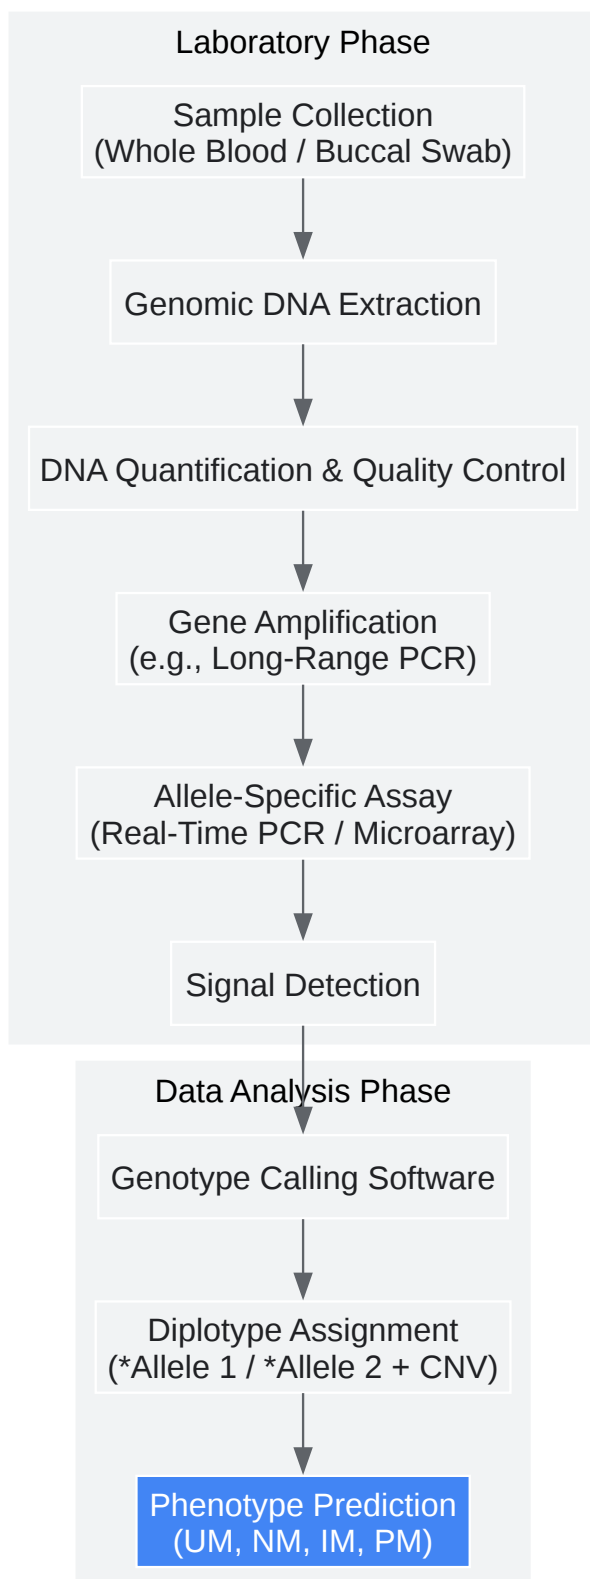 Laboratory Phase
Sample Collection
(Whole Blood / Buccal Swab)
Genomic DNA Extraction
DNA Quantification & Quality Control
Gene Amplification
(e.g., Long-Range PCR)
Allele-Specific Assay
(Real-Time PCR / Microarray)
Signal Detection
Data Analysis Phase
Genotype Calling Software
Diplotype Assignment
(*Allele 1 / *Allele 2 + CNV)
Phenotype Prediction
(UM, NM, IM, PM)